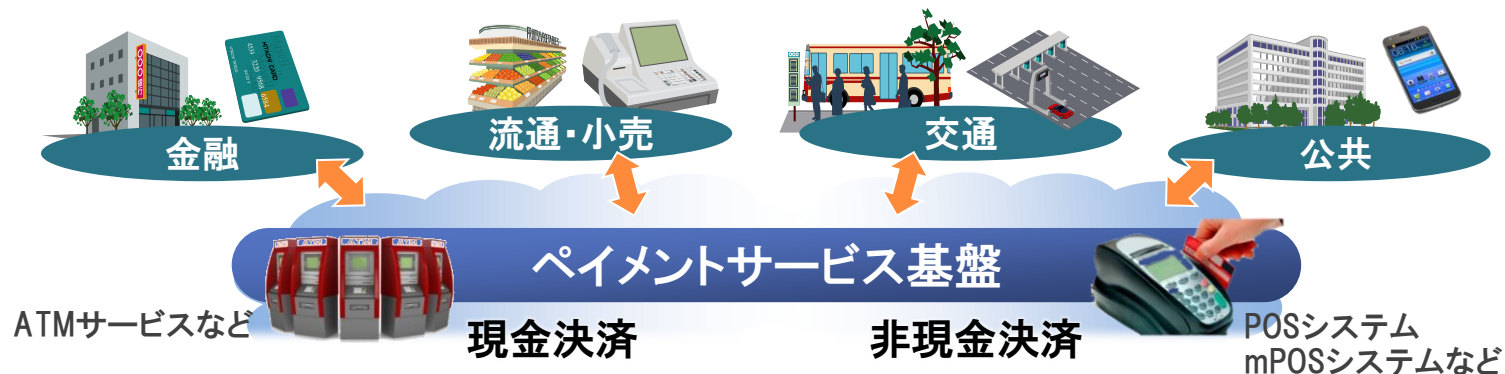 金融
流通・小売
交通
公共
ペイメントサービス基盤
ATMサービスなど
現金決済
非現金決済
POSシステム
mPOSシステムなど
08:10